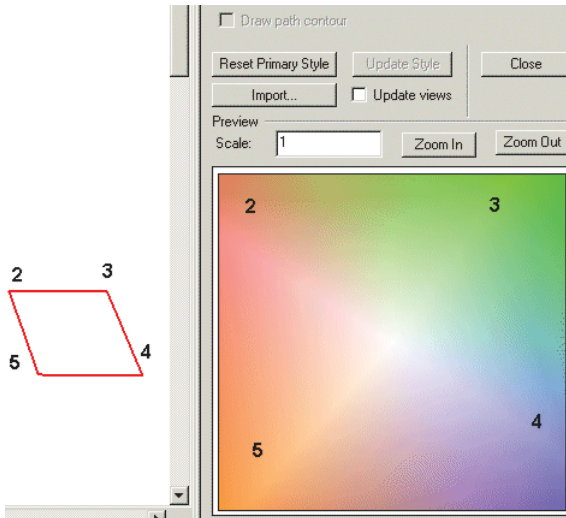 Draw path contour
Reset Primary Style Update Style Close
Import... Update views
Preview
Scale: 1 Zoom In Zoom Out
2 3
2 3
5 4
5 4